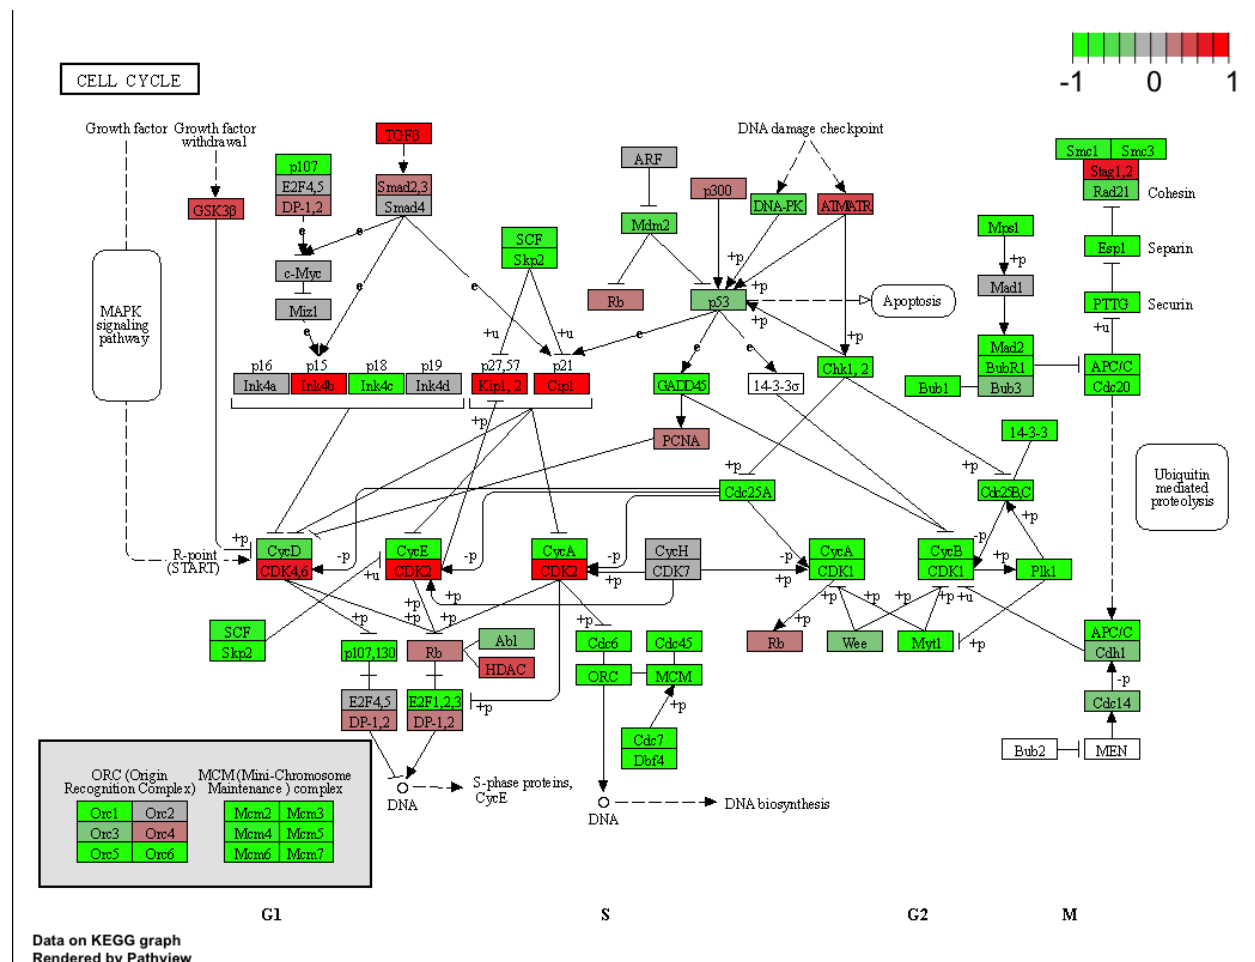 -1
0
1
CELL CYCLE
Growth factor
Growth factor
withdrawal
TGFβ
DNA damage checkpoint
Smc1
Smc3
Stag1,2
Rad21
Cohesin
p107
E2F4,5
DP-1,2
Smad2,3
Smad4
ARF
p300
DNA-PK
ATMATR
GSK3β
e
e
e
c-Myc
Miz1
e
e
SCF
Skp2
Mdm2
Mps1
+p
Mad1
Esp1
Separin
MAPK
signaling
pathway
Rb
+p
+p
p53
+p
Apoptosis
PTTG
Securin
+u
+u
+u
e
e
e
+p
p16
p15
p18
p19
p27,57
p21
Ink4a
Ink4b
Ink4c
Ink4d
Kip1, 2
Cip1
GADD45
14-3-3σ
Chk1, 2
Mad2
BubR1
Bub3
Bub1
APC/C
Cdc20
+p
PCNA
14-3-3
+p
+p
Cdc25A
Cdc25B,C
Ubiquitin
mediated
proteolysis
R-point
(START)
+p
CycD
CDK4,6
-p
+u
CycE
CDK2
-p
CycA
CDK2
-p
+p
CycH
CDK7
-p
+p
CycA
CDK1
CycB
CDK1
-p
+p
+p
Plk1
+p
+p
+p
+p
+p
+p
+p
+p
+u
SCF
Skp2
p107,130
Rb
Abl
HDAC
Cdc6
Cdc45
ORC
MCM
+p
Rb
Wee
Myt1
+p
APC/C
Cdh1
-p
Cdc14
E2F4,5
DP-1,2
E2F1,2,3
DP-1,2
+p
Cdc7
Dbf4
Bub2
MEN
DNA
S-phase proteins,
CycE
DNA
DNA biosynthesis
ORC (Origin
Recognition Complex)
MCM (Mini-Chromosome
Maintenance ) complex
Orc1
Orc2
Orc3
Orc4
Orc5
Orc6
Mcm2
Mcm3
Mcm4
Mcm5
Mcm6
Mcm7
G1
S
G2
M
Data on KEGG graph
Rendered by Pathview